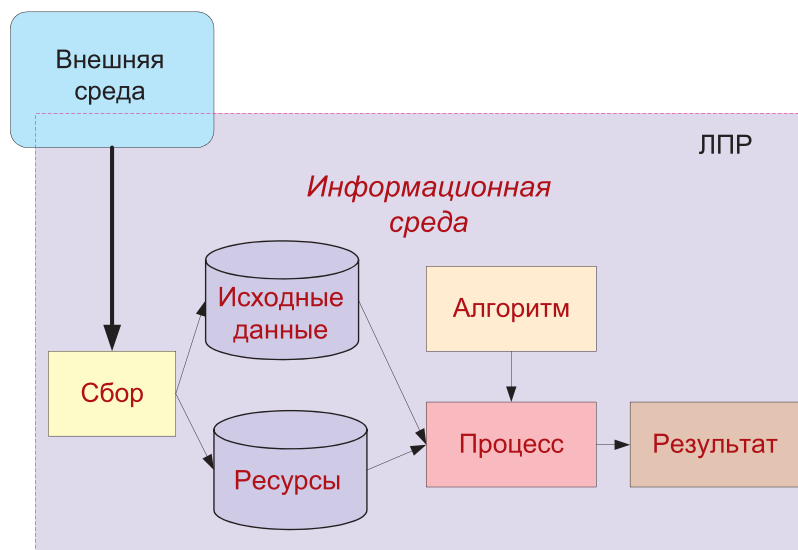 Внешняя
среда
ЛПР
Информационная
среда
Исходные
данные
Алгоритм
Сбор
Процесс
Результат
Ресурсы